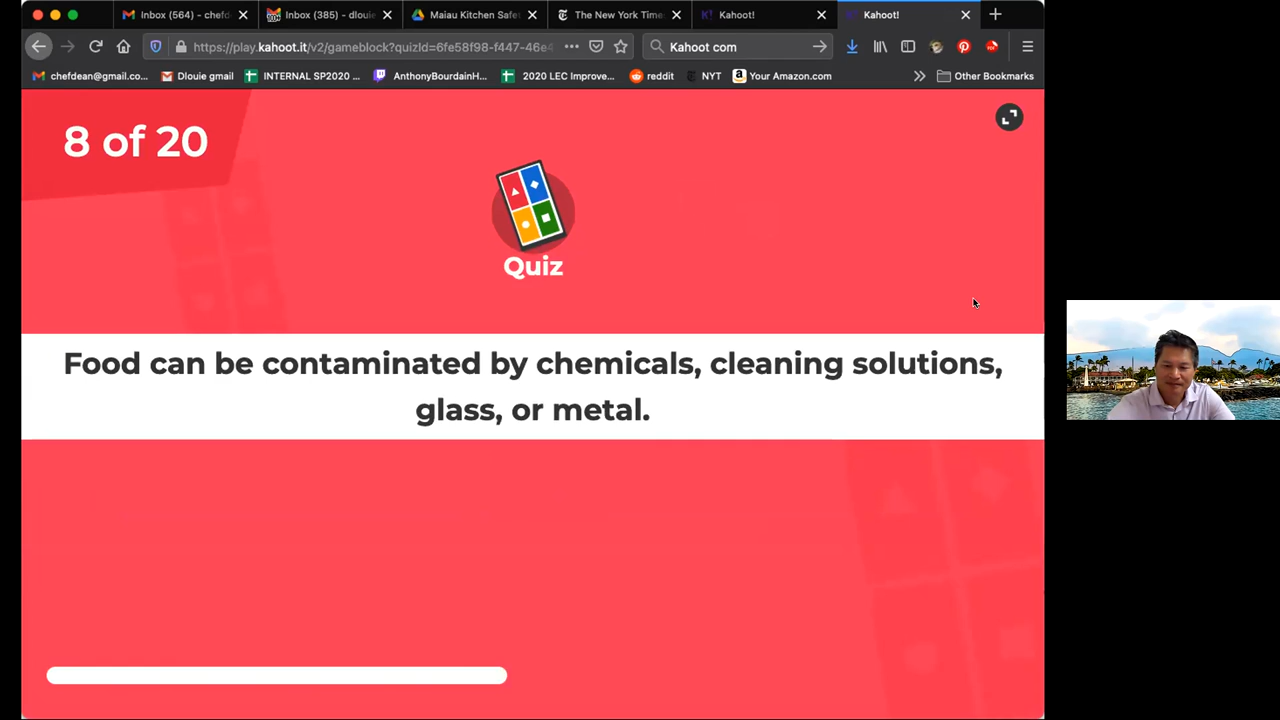 Inbox (564) - chefd
Inbox (385) - dlouie
Maiau Kitchen Safe
The New York Time
Kahoot!
Kahoot!
https://play.kahoot.it/v2/gameblock?quizId=6fe58f98-f447-46e4
Kahoot com
chefdean@gmail.co...
Dlouie gmail
INTERNAL SP2020 ...
AnthonyBourdainH...
2020 LEC Improve...
reddit
NYT
Your Amazon.com
Other Bookmarks
8 of 20
Quiz
Food can be contaminated by chemicals, cleaning solutions,
glass, or metal.